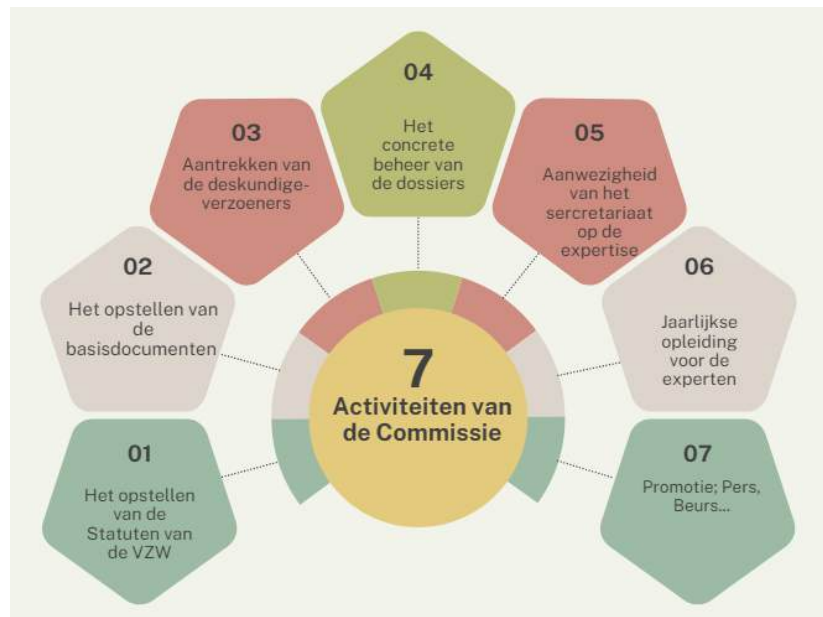 04
Het
concrete
beheer van
de dossiers
03
Aantrekken van
de deskundige-
verzoeners
05
Aanwezigheid
van het
sercretariaat
op de
expertise
02
Het opstellen van
de
basisdocumenten
06
Jaarlijkse
opleiding
voor de
experten
7
Activiteiten van
de Commissie
01
Het opstellen
van de
Statuten van
de VZW
07
Promotie; Pers,
Beurs...